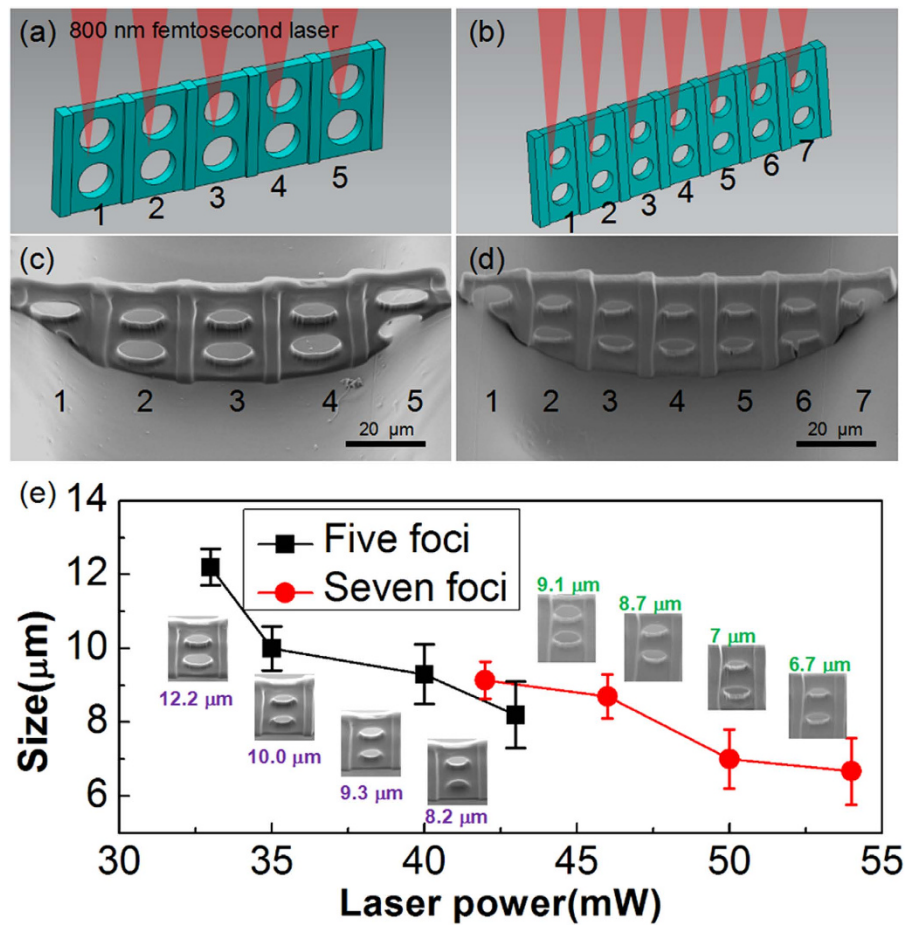 (a) 800 nm femtosecond laser
1 2 3 4 5
(b)
1 2 3 4 5 6 7
(c)
1 2 3 4 5
20 μm
(d)
1 2 3 4 5 6 7
20 μm
(e)
14
12
10
8
6
Size(μm)
Five foci
Seven foci
12.2 μm
10.0 μm
9.3 μm
8.2 μm
9.1 μm
8.7 μm
7 μm
6.7 μm
30 35 40 45 50 55
Laser power(mW)